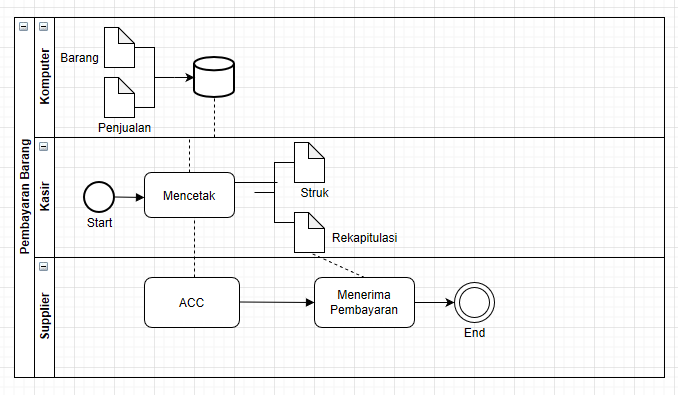 Pembayaran Barang
Komputer
Barang
Penjualan
Kasir
Start
Mencetak
Struk
Rekapitulasi
Supplier
ACC
Menerima
Pembayaran
End